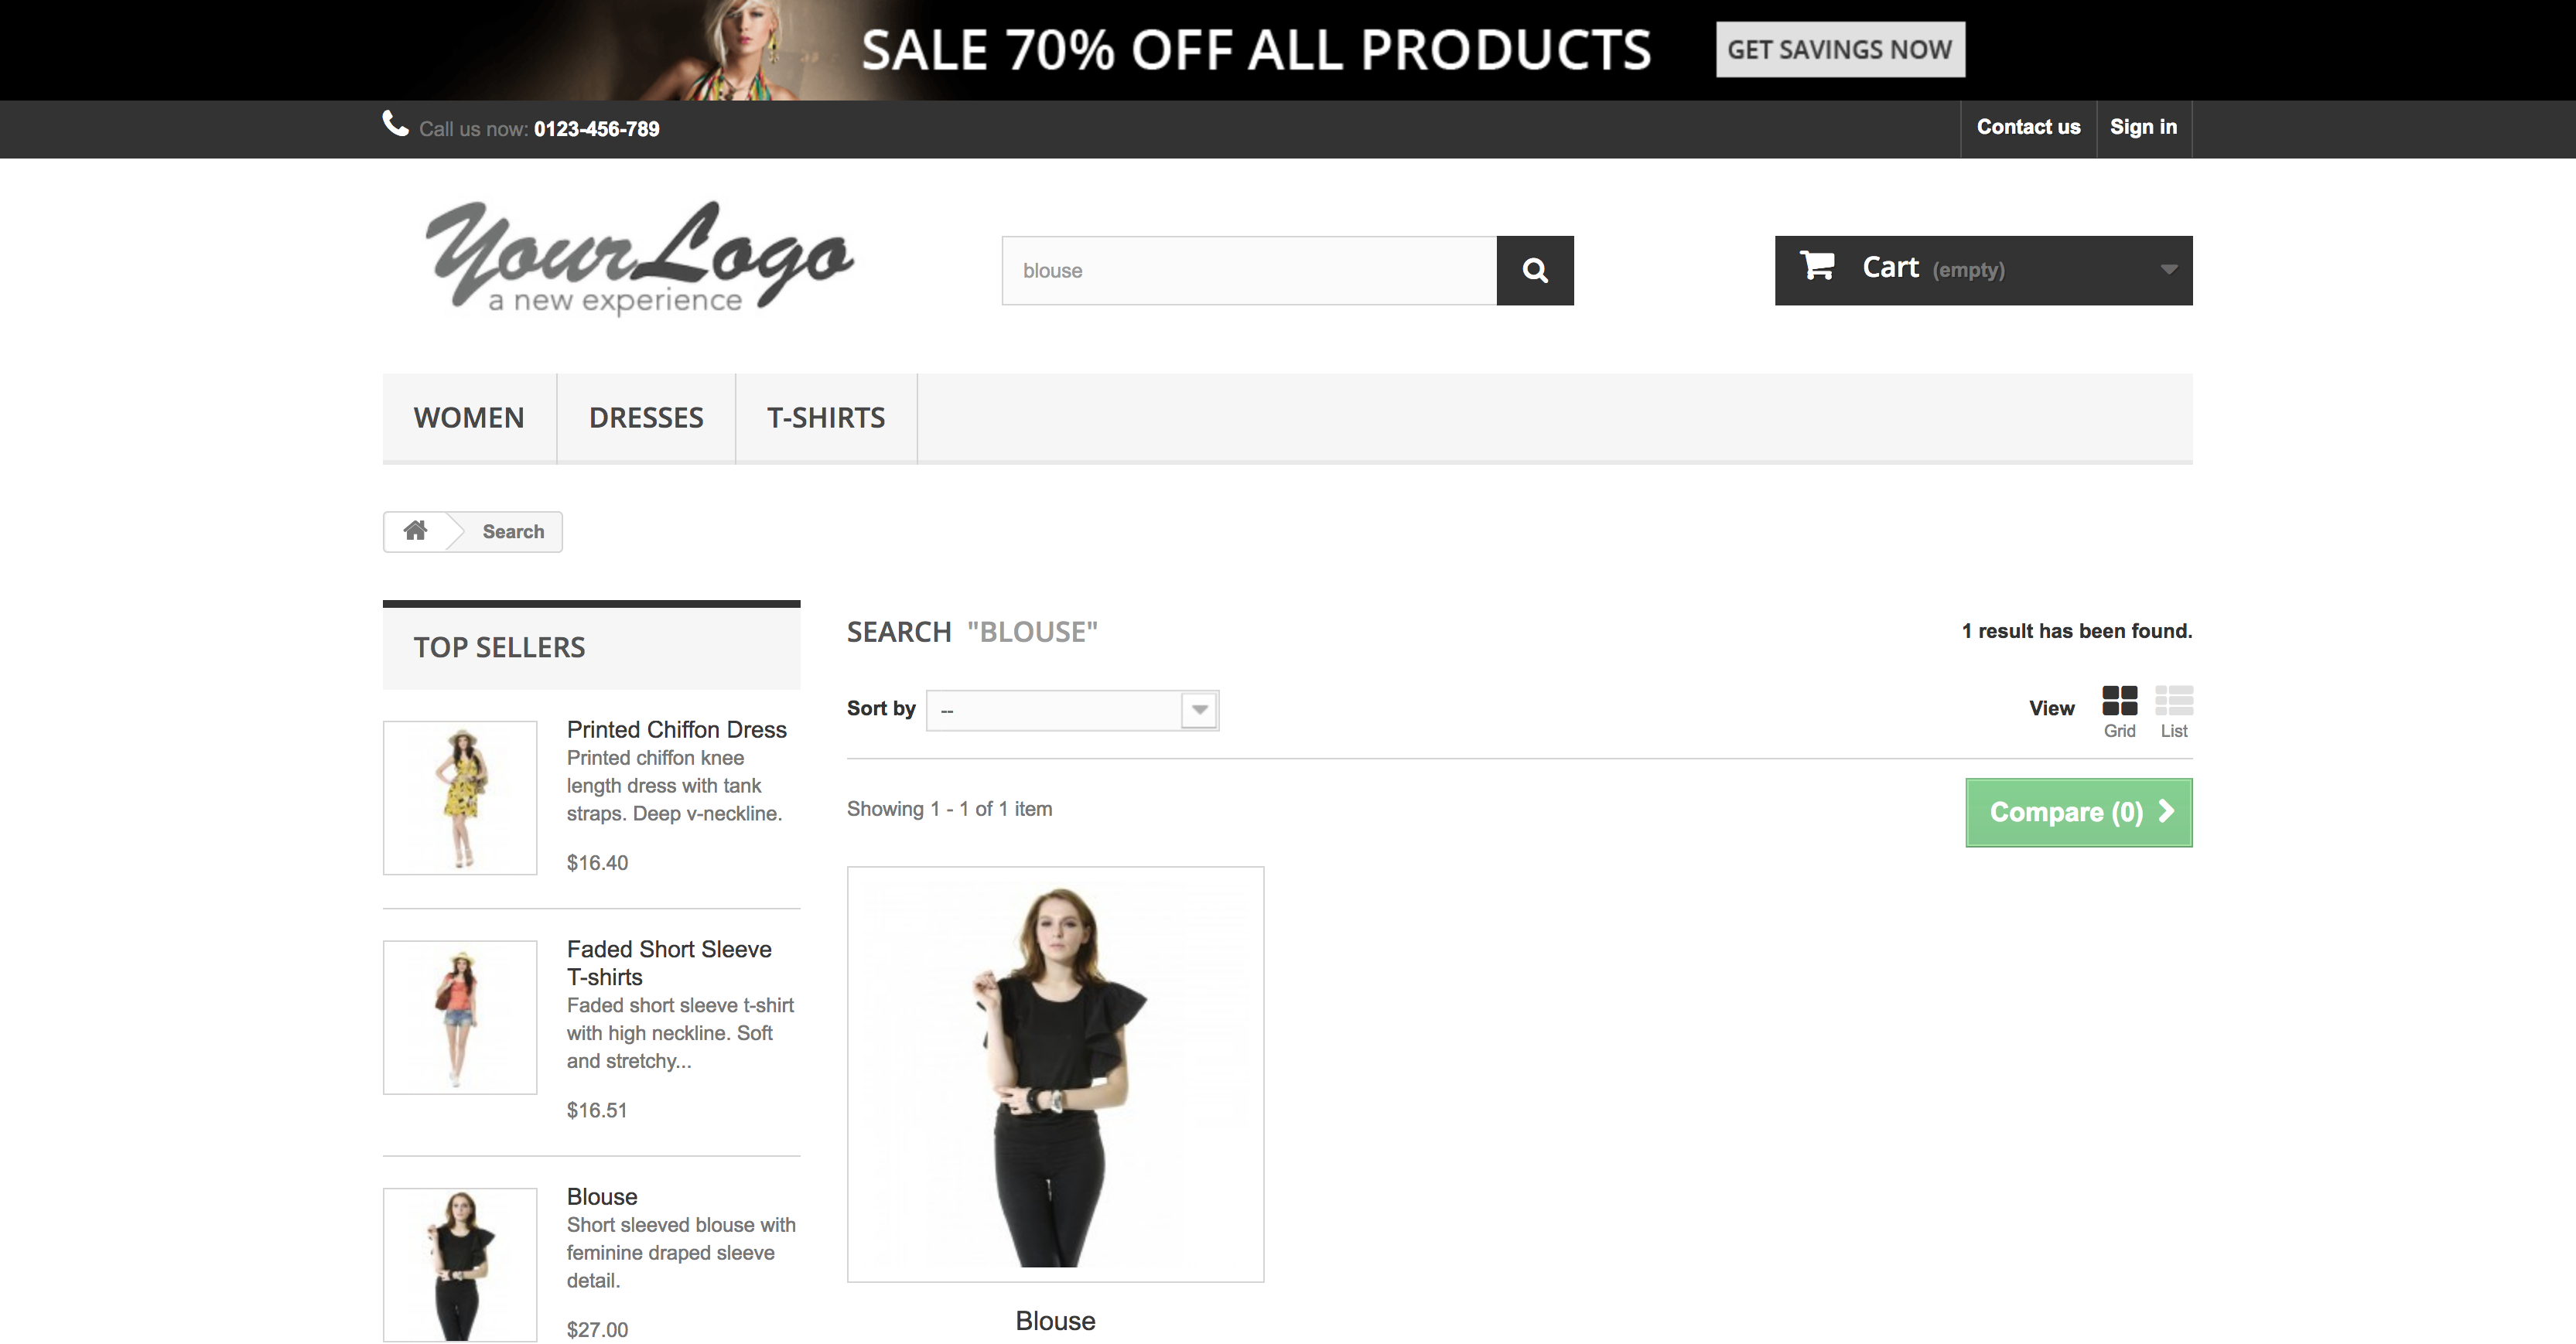 SALE 70% OFF ALL PRODUCTS
GET SAVINGS NOW
Call us now: 0123-456-789
Contact us
Sign in
Your Logo
a new experience
blouse
Cart (empty)
WOMEN
DRESSES
T-SHIRTS
Search
TOP SELLERS
Printed Chiffon Dress
Printed chiffon knee
length dress with tank
straps. Deep v-neckline.
$16.40
Faded Short Sleeve
T-shirts
Faded short sleeve t-shirt
with high neckline. Soft
and stretchy...
$16.51
Blouse
Short sleeved blouse with
feminine draped sleeve
detail.
$27.00
SEARCH "BLOUSE"
1 result has been found.
Sort by
--
View
Grid
List
Showing 1 - 1 of 1 item
Compare (0)
Blouse